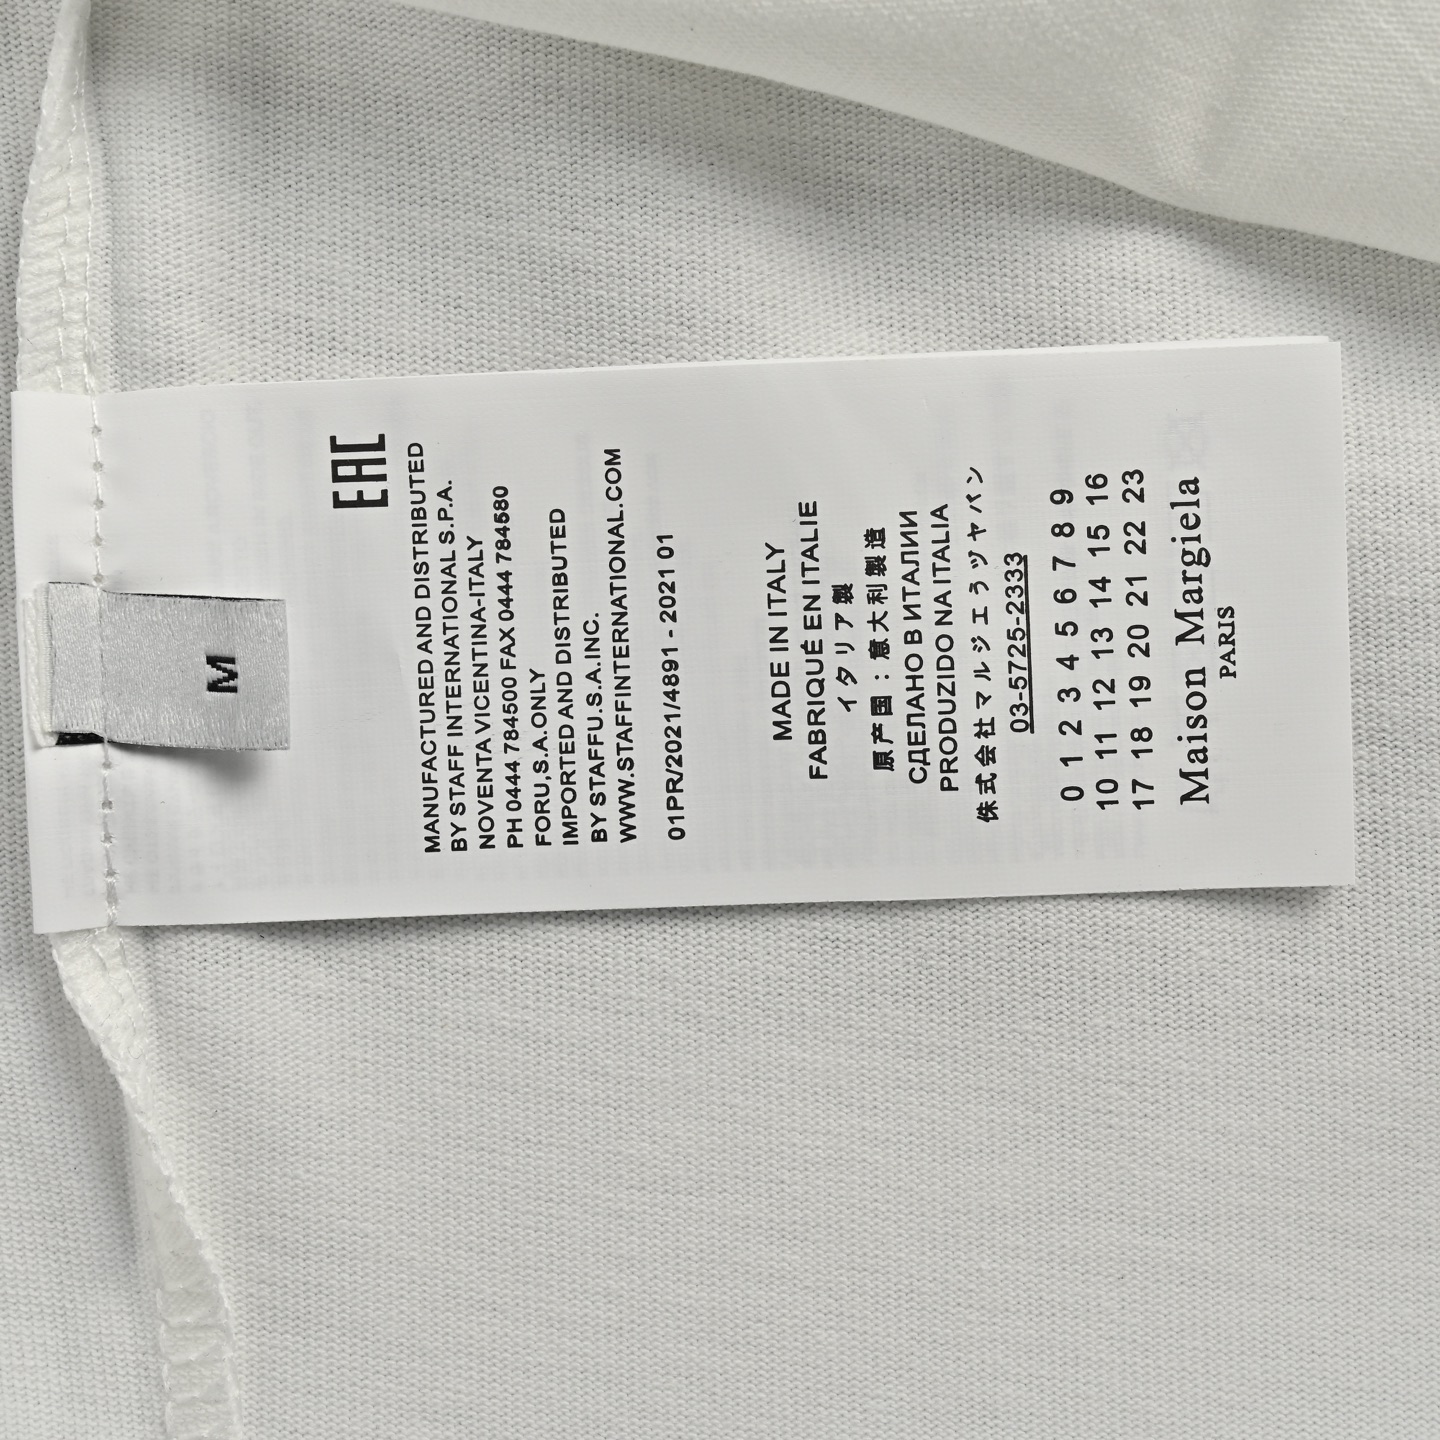 M
EAC
MANUFACTURED AND DISTRIBUTED
BY STAFF INTERNATIONAL S.P.A.
NOVENTA VICENTINA-ITALY
PH 0444 784500 FAX 0444 784580
FORU,S.A.ONLY
IMPORTED AND DISTRIBUTED
BY STAFFU.S.A.INC.
WWW.STAFFINTERNATIONAL.COM
01PR/2021/4891 - 2021 01
MADE IN ITALY
FABRIQUÉ EN ITALIE
イタリア製
原产国：意大利製造
СДЕЛАНО В ИТАЛИИ
PRODUZIDO NA ITALIA
株式会社マルジエゥヅヤパン
03-5725-2333
0 1 2 3 4 5 6 7 8 9
10 11 12 13 14 15 16
17 18 19 20 21 22 23
Maison Margiela
PARIS